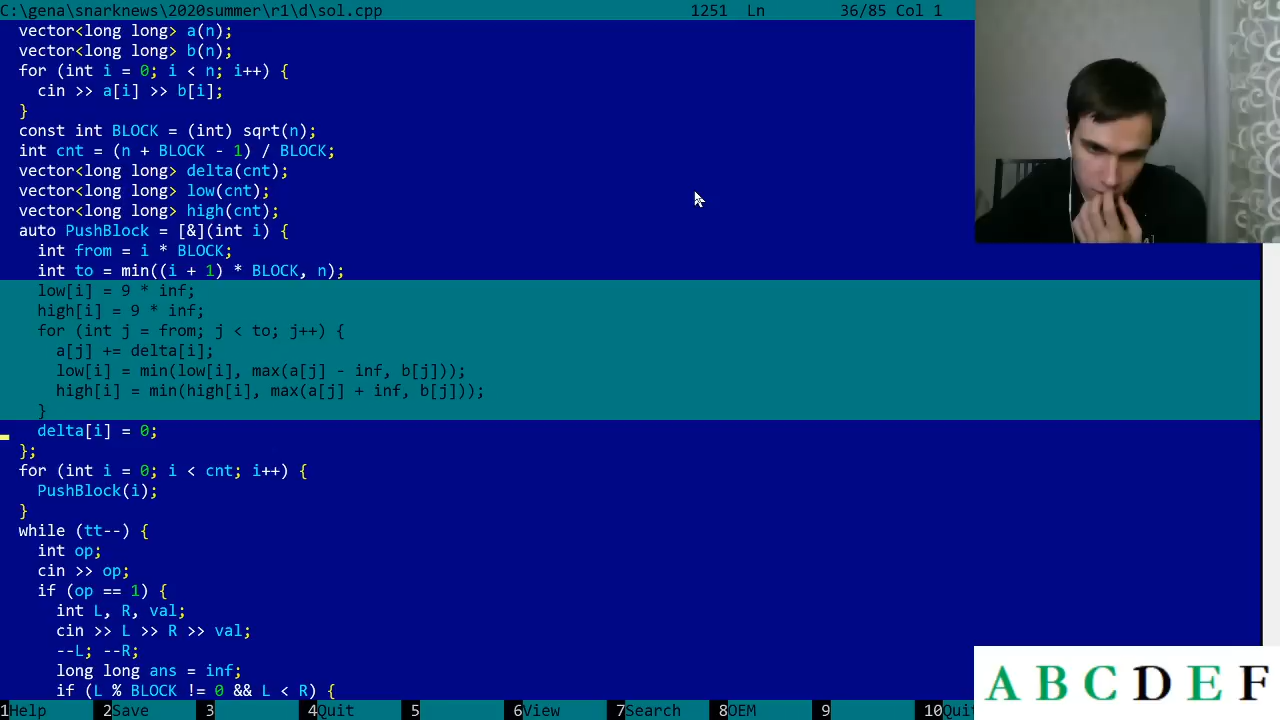 C:\gena\snarknews\2020summer\r1\d\sol.cpp 1251 Ln 36/85 Col 1
vector<long long> a(n);
vector<long long> b(n);
for (int i = 0; i < n; i++) {
cin >> a[i] >> b[i];
}
const int BLOCK = (int) sqrt(n);
int cnt = (n + BLOCK - 1) / BLOCK;
vector<long long> delta(cnt);
vector<long long> low(cnt);
vector<long long> high(cnt);
auto PushBlock = [&](int i) {
int from = i * BLOCK;
int to = min((i + 1) * BLOCK, n);
low[i] = 9 * inf;
high[i] = 9 * inf;
for (int j = from; j < to; j++) {
a[j] += delta[i];
low[i] = min(low[i], max(a[j] - inf, b[j]));
high[i] = min(high[i], max(a[j] + inf, b[j]));
}
delta[i] = 0;
};
for (int i = 0; i < cnt; i++) {
PushBlock(i);
}
while (tt--) {
int op;
cin >> op;
if (op == 1) {
int L, R, val;
cin >> L >> R >> val;
--L; --R;
long long ans = inf;
if (L % BLOCK != 0 && L < R) {
A B C D E F
1Help 2Save 3 4Quit 5 6View 7Search 8OEM 9 10Qui